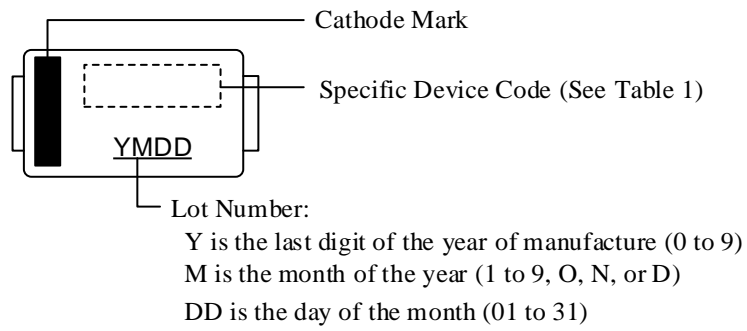 Cathode Mark
Specific Device Code (See Table 1)
YMDD
Lot Number:
Y is the last digit of the year of manufacture (0 to 9)
M is the month of the year (1 to 9, O, N, or D)
DD is the day of the month (01 to 31)